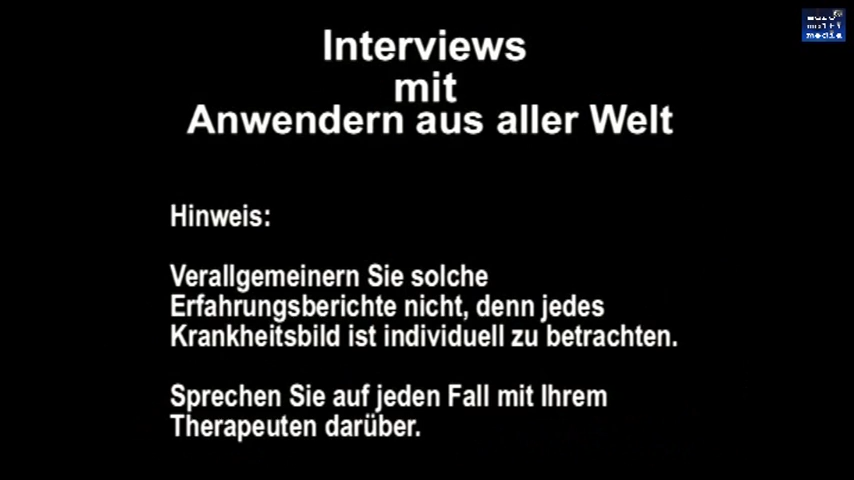 Interviews
mit
Anwendern aus aller Welt
Hinweis:
Verallgemeinern Sie solche
Erfahrungsberichte nicht, denn jedes
Krankheitsbild ist individuell zu betrachten.
Sprechen Sie auf jeden Fall mit Ihrem
Therapeuten darüber.
media